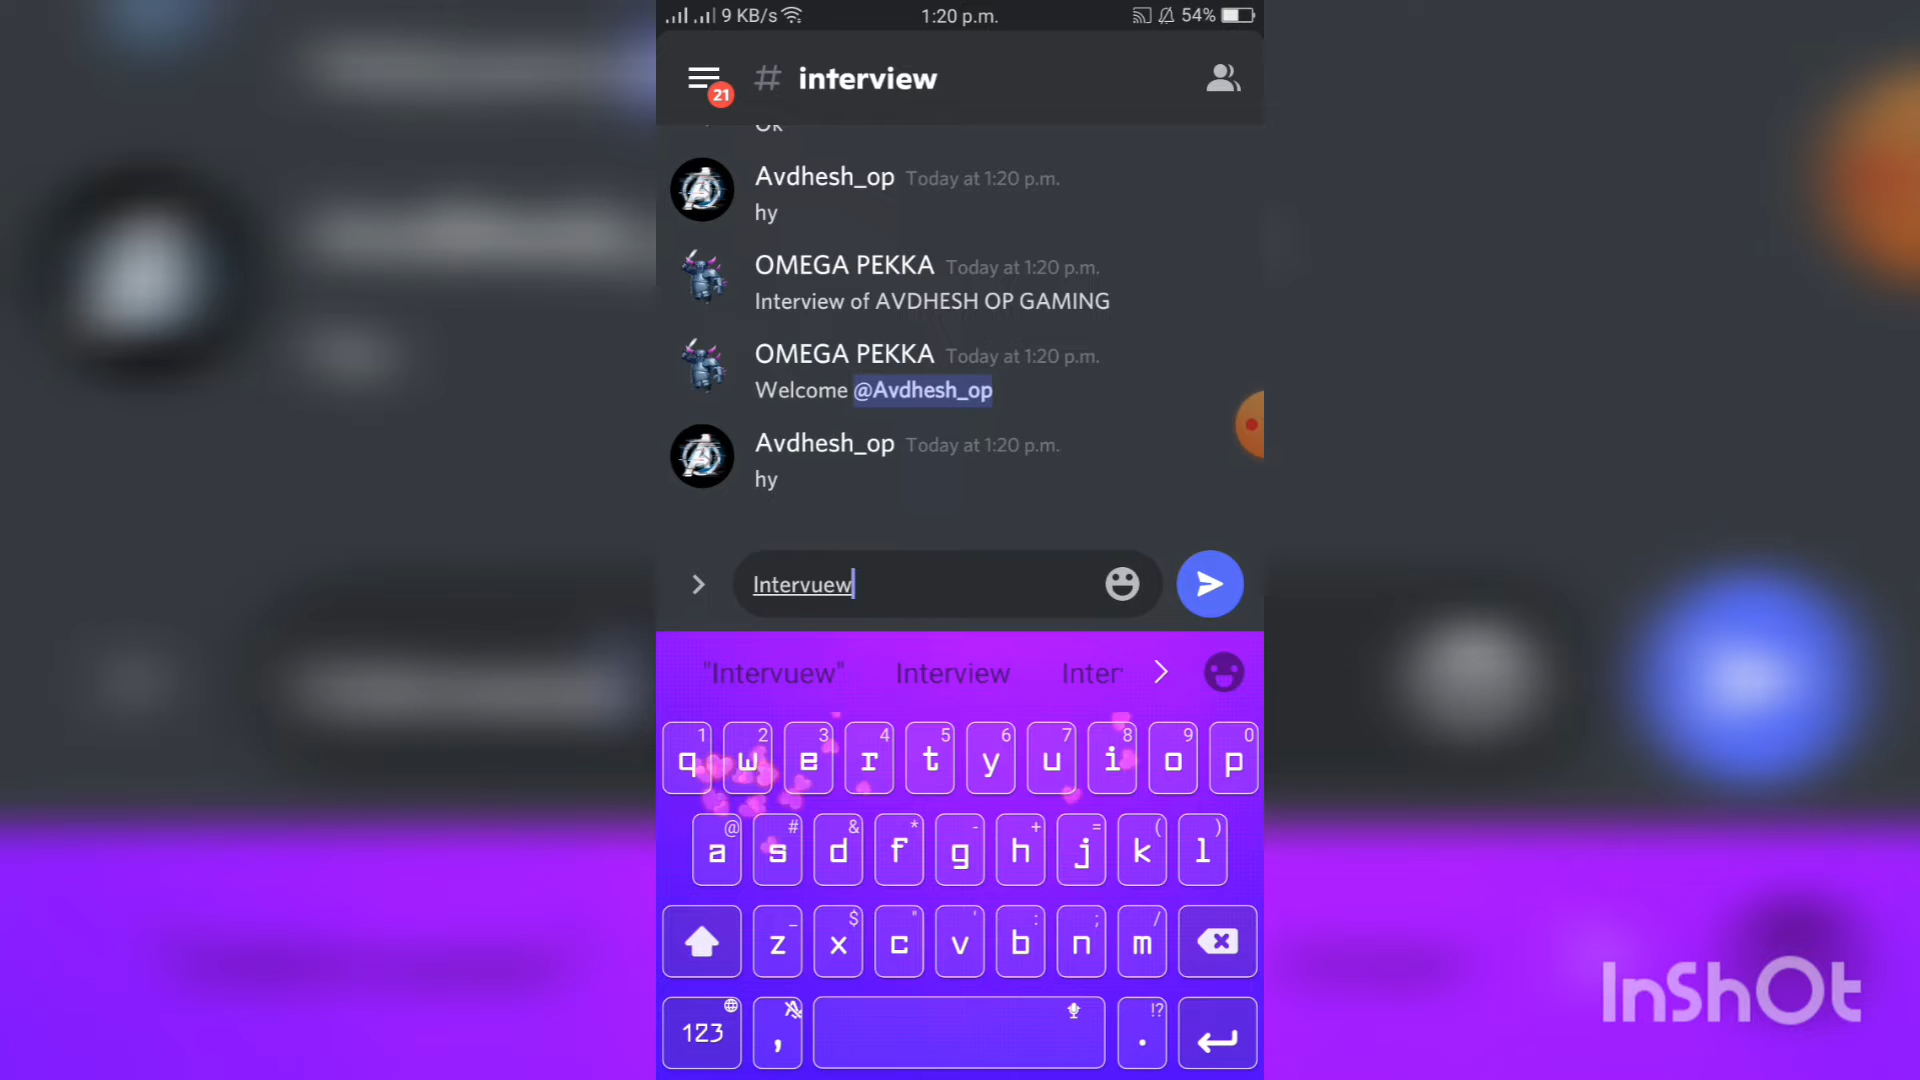 9 KB/s 1:20 p.m. 54%
21 # interview
Ok
Avdhesh_op Today at 1:20 p.m.
hy
OMEGA PEKKA Today at 1:20 p.m.
Interview of AVDHESH OP GAMING
OMEGA PEKKA Today at 1:20 p.m.
Welcome @Avdhesh_op
Avdhesh_op Today at 1:20 p.m.
hy
Intervuew
"Intervuew" Interview Inter
1 2 3 4 5 6 7 8 9 0
q w e r t y u i o p
@ # & * - + = ( )
a s d f g h j k l
_ $ " ' : ; /
z x c v b n m
123 , !? .
InShOt